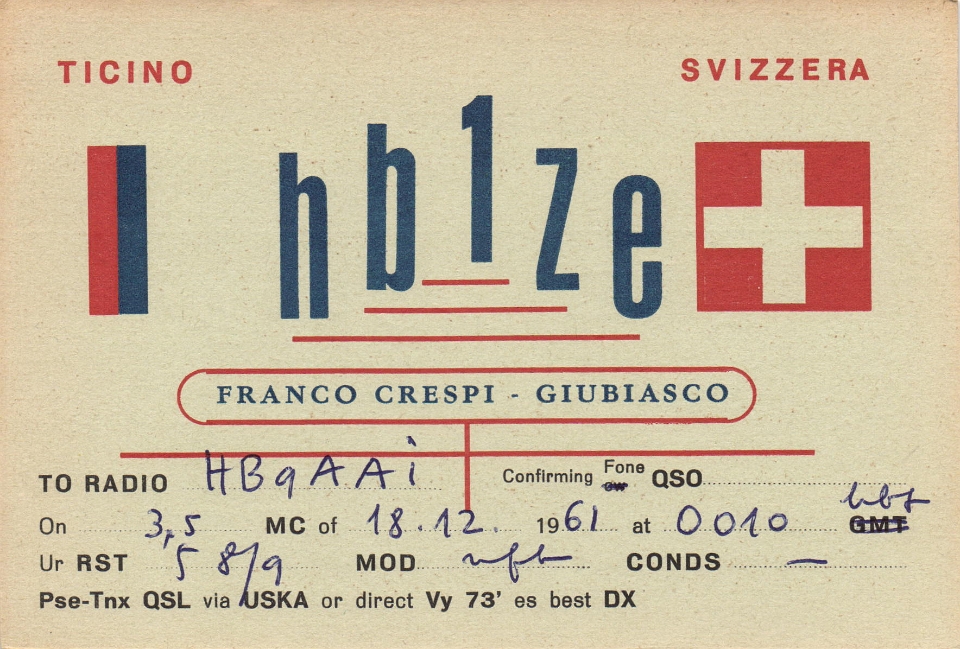 TICINO SVIZZERA
hb1ze
FRANCO CRESPI - GIUBIASCO
TO RADIO HB9AAi Confirming Fone cw QSO
On 3,5 MC of 18.12. 1961 at 0010 GMT hbt
Ur RST 5 8/9 MOD ufb CONDS —
Pse-Tnx QSL via USKA or direct Vy 73' es best DX